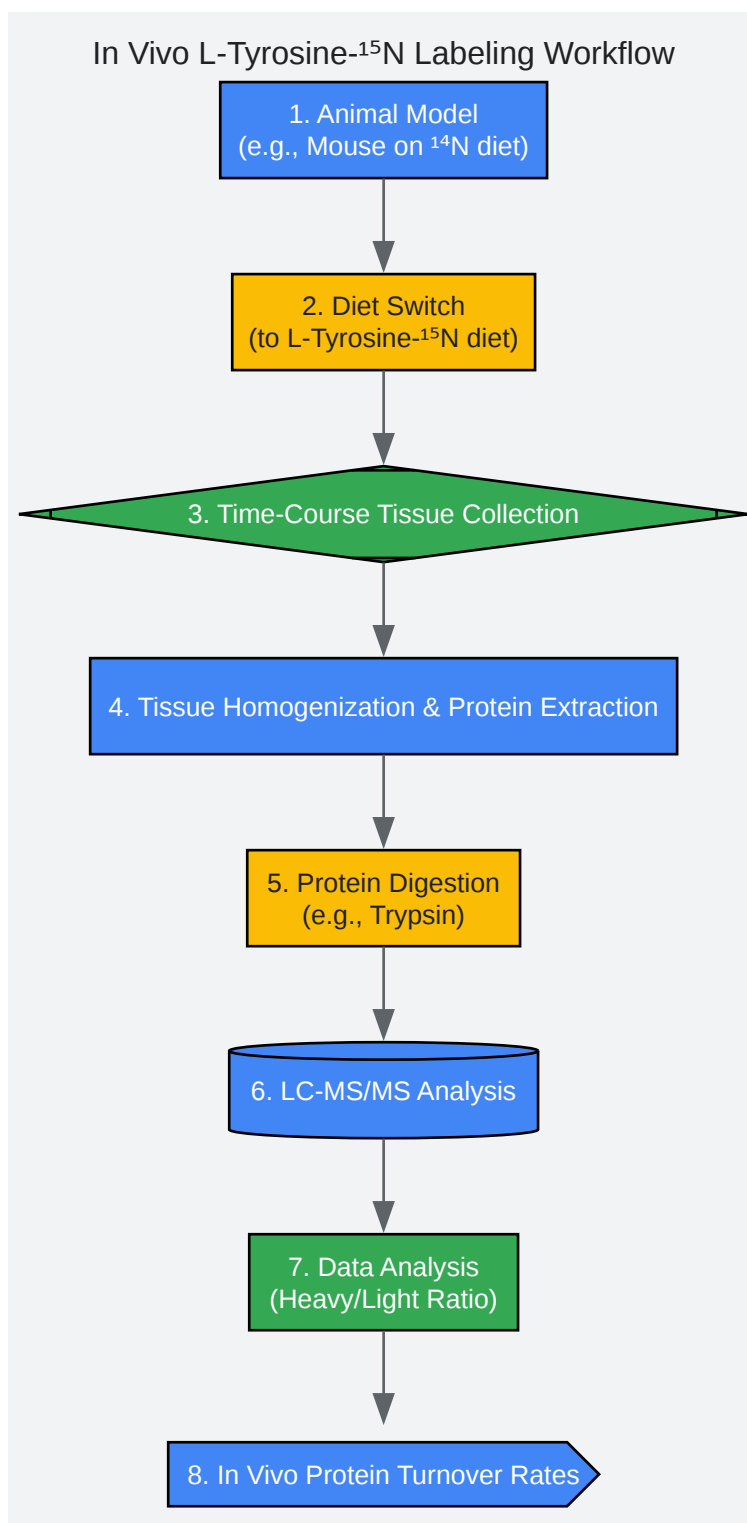 In Vivo L-Tyrosine-¹⁵N Labeling Workflow
1. Animal Model
(e.g., Mouse on ¹⁴N diet)
2. Diet Switch
(to L-Tyrosine-¹⁵N diet)
3. Time-Course Tissue Collection
4. Tissue Homogenization & Protein Extraction
5. Protein Digestion
(e.g., Trypsin)
6. LC-MS/MS Analysis
7. Data Analysis
(Heavy/Light Ratio)
8. In Vivo Protein Turnover Rates